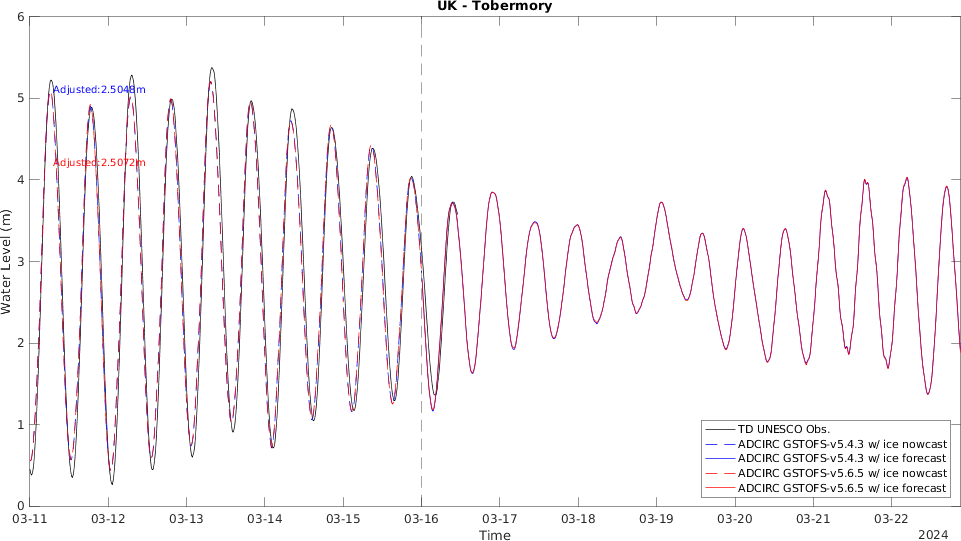 UK - Tobermory
6
5
4
3
2
1
0
Water Level (m)
Adjusted:2.5048m
Adjusted:2.5072m
TD UNESCO Obs.
ADCIRC GSTOFS-v5.4.3 w/ ice nowcast
ADCIRC GSTOFS-v5.4.3 w/ ice forecast
ADCIRC GSTOFS-v5.6.5 w/ ice nowcast
ADCIRC GSTOFS-v5.6.5 w/ ice forecast
03-11 03-12 03-13 03-14 03-15 03-16 03-17 03-18 03-19 03-20 03-21 03-22
Time
2024